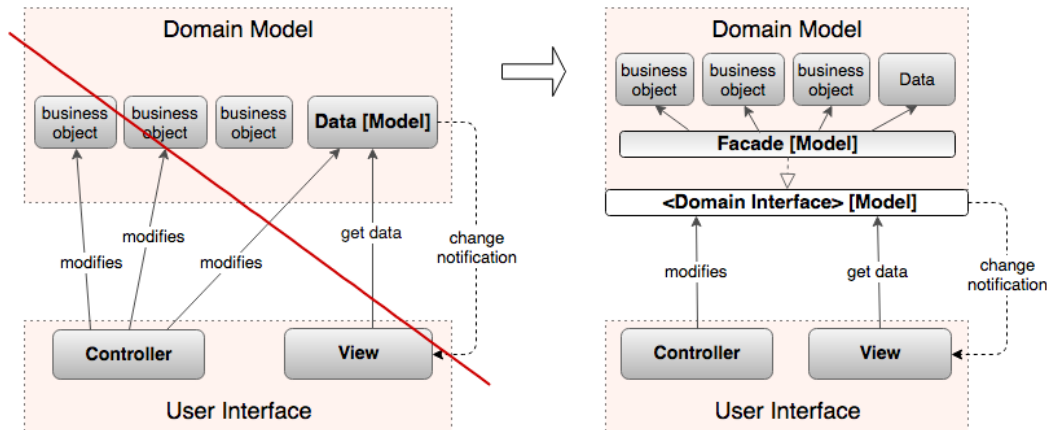 Domain Model
business
object
business
object
business
object
Data [Model]
modifies
modifies
modifies
get data
change
notification
Controller
View
User Interface
Domain Model
business
object
business
object
business
object
Data
Facade [Model]
<Domain Interface> [Model]
modifies
get data
change
notification
Controller
View
User Interface